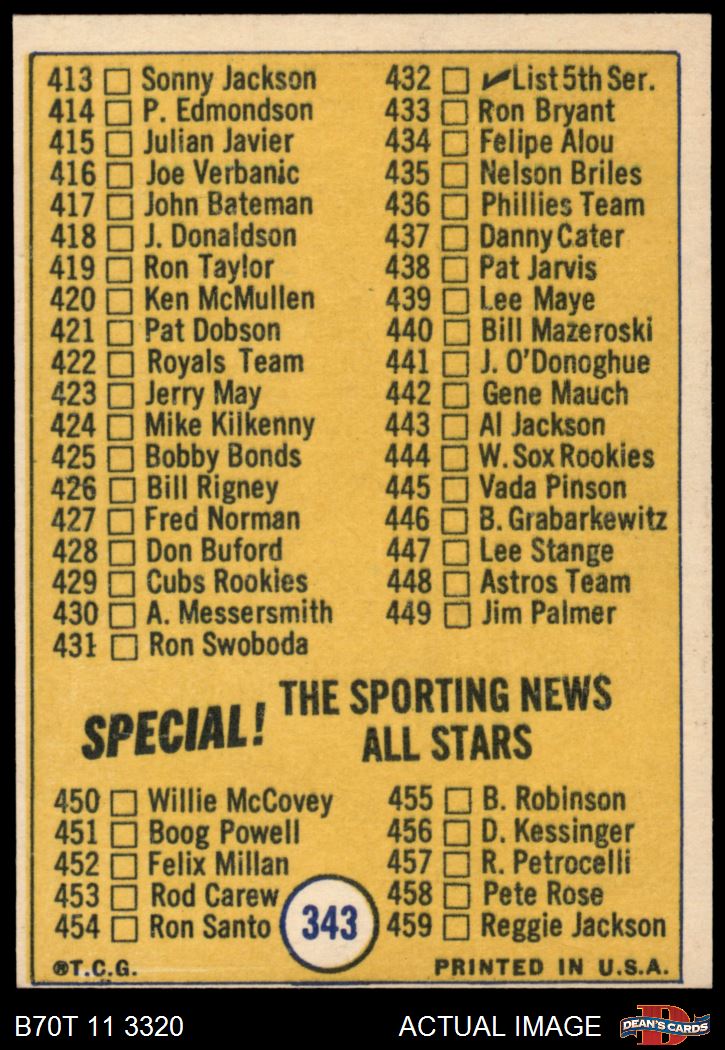 413 Sonny Jackson
414 P. Edmondson
415 Julian Javier
416 Joe Verbanic
417 John Bateman
418 J. Donaldson
419 Ron Taylor
420 Ken McMullen
421 Pat Dobson
422 Royals Team
423 Jerry May
424 Mike Kilkenny
425 Bobby Bonds
426 Bill Rigney
427 Fred Norman
428 Don Buford
429 Cubs Rookies
430 A. Messersmith
431 Ron Swoboda
432 ✓List 5th Ser.
433 Ron Bryant
434 Felipe Alou
435 Nelson Briles
436 Phillies Team
437 Danny Cater
438 Pat Jarvis
439 Lee Maye
440 Bill Mazeroski
441 J. O'Donoghue
442 Gene Mauch
443 Al Jackson
444 W. Sox Rookies
445 Vada Pinson
446 B. Grabarkewitz
447 Lee Stange
448 Astros Team
449 Jim Palmer
SPECIAL! THE SPORTING NEWS
ALL STARS
450 Willie McCovey
451 Boog Powell
452 Felix Millan
453 Rod Carew
454 Ron Santo
455 B. Robinson
456 D. Kessinger
457 R. Petrocelli
458 Pete Rose
459 Reggie Jackson
343
®T.C.G.
PRINTED IN U.S.A.
B70T 11 3320
ACTUAL IMAGE
D
DEAN'S CARDS